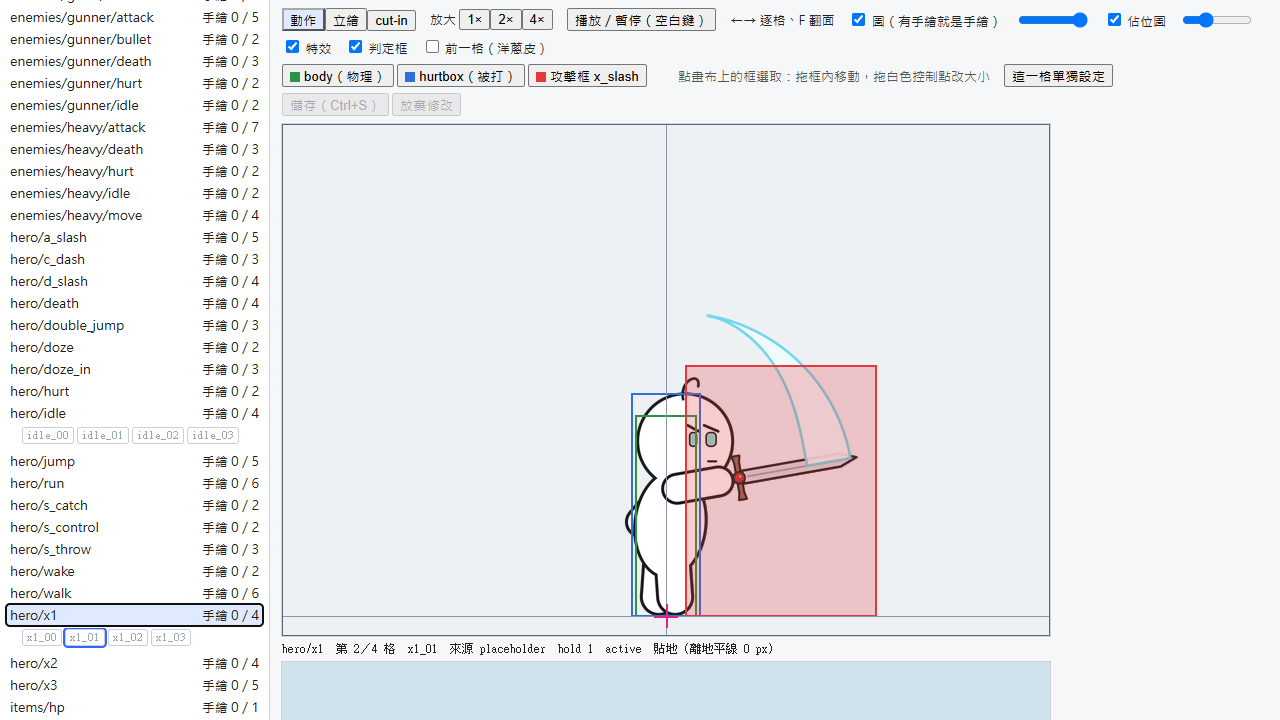 enemies/gunner/attack 手繪 0 / 5
enemies/gunner/bullet 手繪 0 / 2
enemies/gunner/death 手繪 0 / 3
enemies/gunner/hurt 手繪 0 / 2
enemies/gunner/idle 手繪 0 / 2
enemies/heavy/attack 手繪 0 / 7
enemies/heavy/death 手繪 0 / 3
enemies/heavy/hurt 手繪 0 / 2
enemies/heavy/idle 手繪 0 / 2
enemies/heavy/move 手繪 0 / 4
hero/a_slash 手繪 0 / 5
hero/c_dash 手繪 0 / 3
hero/d_slash 手繪 0 / 4
hero/death 手繪 0 / 4
hero/double_jump 手繪 0 / 3
hero/doze 手繪 0 / 2
hero/doze_in 手繪 0 / 3
hero/hurt 手繪 0 / 2
hero/idle 手繪 0 / 4
idle_00 idle_01 idle_02 idle_03
hero/jump 手繪 0 / 5
hero/run 手繪 0 / 6
hero/s_catch 手繪 0 / 2
hero/s_control 手繪 0 / 2
hero/s_throw 手繪 0 / 3
hero/wake 手繪 0 / 2
hero/walk 手繪 0 / 6
hero/x1 手繪 0 / 4
x1_00 x1_01 x1_02 x1_03
hero/x2 手繪 0 / 4
hero/x3 手繪 0 / 5
items/hp 手繪 0 / 1
動作 立繪 cut-in 放大 1× 2× 4× 播放 / 暫停（空白鍵） ←→ 逐格、F 翻面 圖（有手繪就是手繪） 佔位圖
特效 判定框 前一格（洋蔥皮）
body（物理） hurtbox（被打） 攻擊框 x_slash 點畫布上的框選取：拖框內移動，拖白色控制點改大小 這一格單獨設定
儲存（Ctrl+S） 放棄修改
hero/x1 第 2／4 格 x1_01 來源 placeholder hold 1 active 貼地（離地平線 0 px）